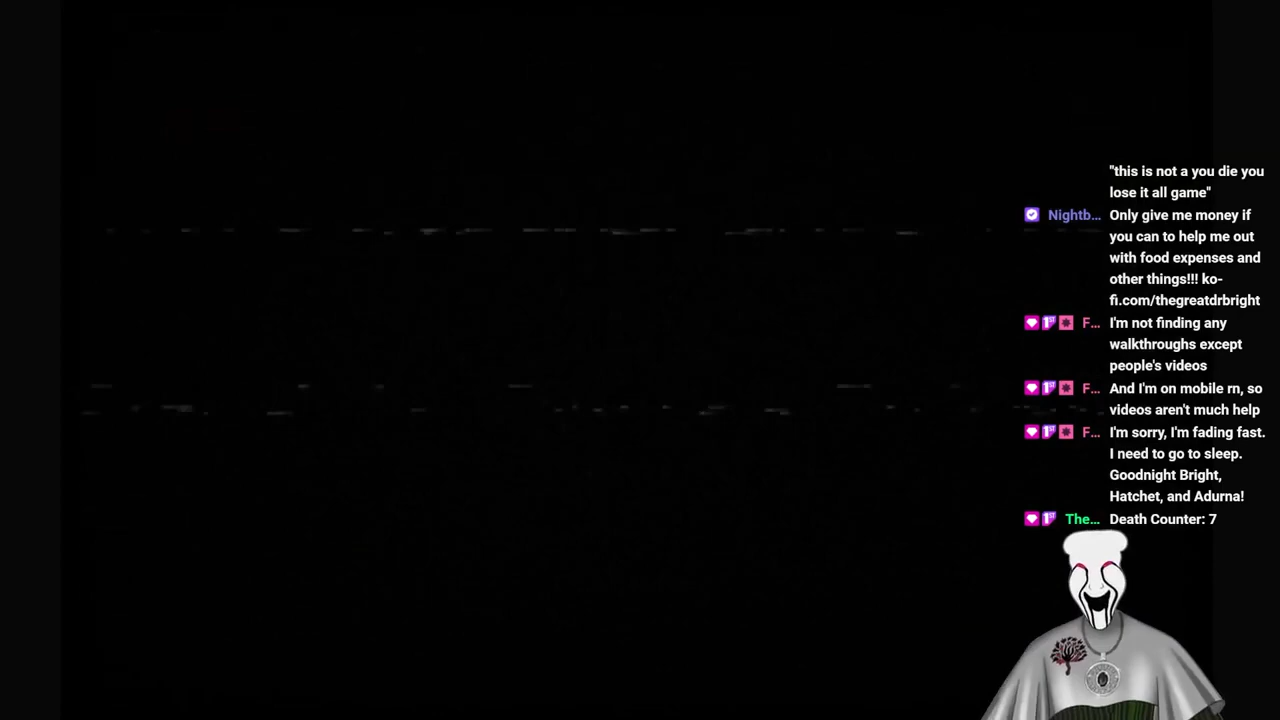 "this is not a you die you
lose it all game"
Nightb... Only give me money if
you can to help me out
with food expenses and
other things!!! ko-
fi.com/thegreatdrbright
F... I'm not finding any
walkthroughs except
people's videos
F... And I'm on mobile rn, so
videos aren't much help
F... I'm sorry, I'm fading fast.
I need to go to sleep.
Goodnight Bright,
Hatchet, and Adurna!
The... Death Counter: 7